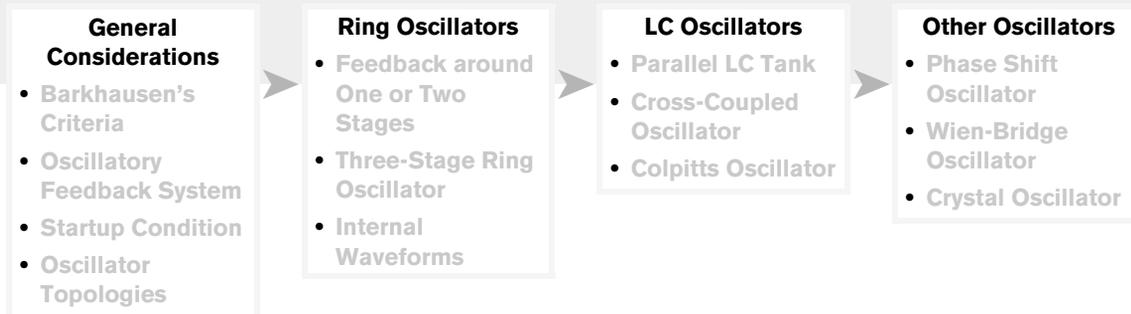 General
Considerations
• Barkhausen's
Criteria
• Oscillatory
Feedback System
• Startup Condition
• Oscillator
Topologies
Ring Oscillators
• Feedback around
One or Two
Stages
• Three-Stage Ring
Oscillator
• Internal
Waveforms
LC Oscillators
• Parallel LC Tank
• Cross-Coupled
Oscillator
• Colpitts Oscillator
Other Oscillators
• Phase Shift
Oscillator
• Wien-Bridge
Oscillator
• Crystal Oscillator